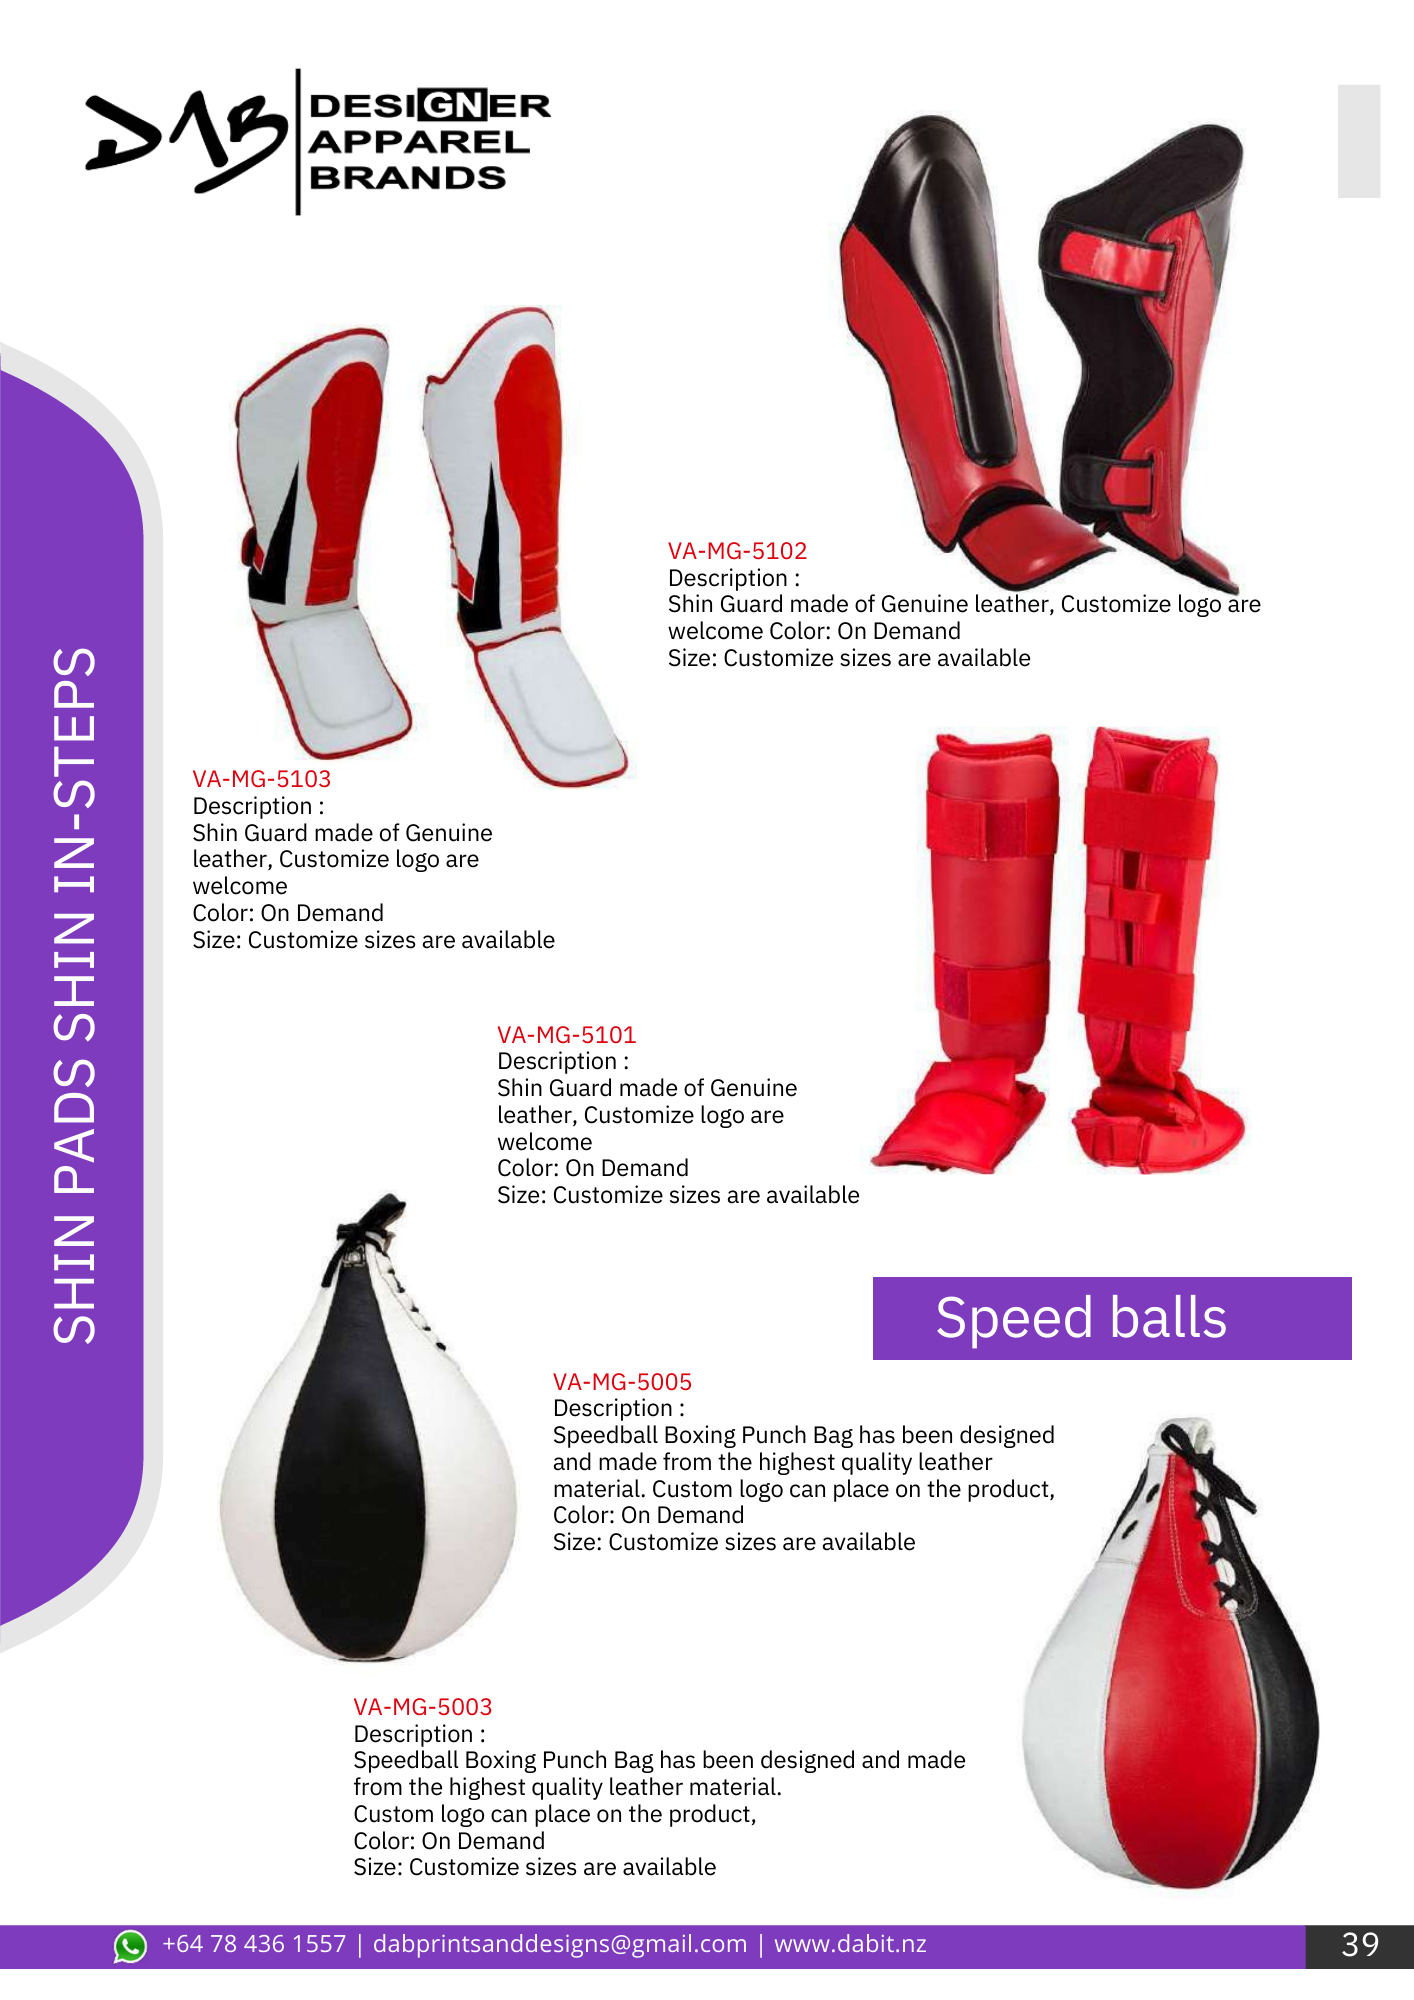 DAB
DESIGNER
APPAREL
BRANDS
SHIN PADS SHIN IN-STEPS
VA-MG-5102
Description :
Shin Guard made of Genuine leather, Customize logo are
welcome Color: On Demand
Size: Customize sizes are available
VA-MG-5103
Description :
Shin Guard made of Genuine
leather, Customize logo are
welcome
Color: On Demand
Size: Customize sizes are available
VA-MG-5101
Description :
Shin Guard made of Genuine
leather, Customize logo are
welcome
Color: On Demand
Size: Customize sizes are available
Speed balls
VA-MG-5005
Description :
Speedball Boxing Punch Bag has been designed
and made from the highest quality leather
material. Custom logo can place on the product,
Color: On Demand
Size: Customize sizes are available
VA-MG-5003
Description :
Speedball Boxing Punch Bag has been designed and made
from the highest quality leather material.
Custom logo can place on the product,
Color: On Demand
Size: Customize sizes are available
+64 78 436 1557 | dabprintsanddesigns@gmail.com | www.dabit.nz
39